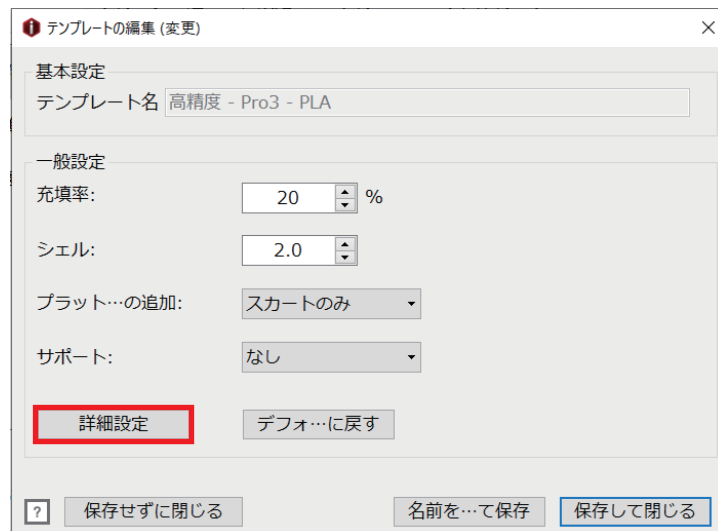 テンプレートの編集 (変更)
基本設定
テンプレート名 高精度 - Pro3 - PLA
一般設定
充填率: 20 %
シェル: 2.0
プラット…の追加: スカートのみ
サポート: なし
詳細設定 デフォ…に戻す
? 保存せずに閉じる 名前を…て保存 保存して閉じる